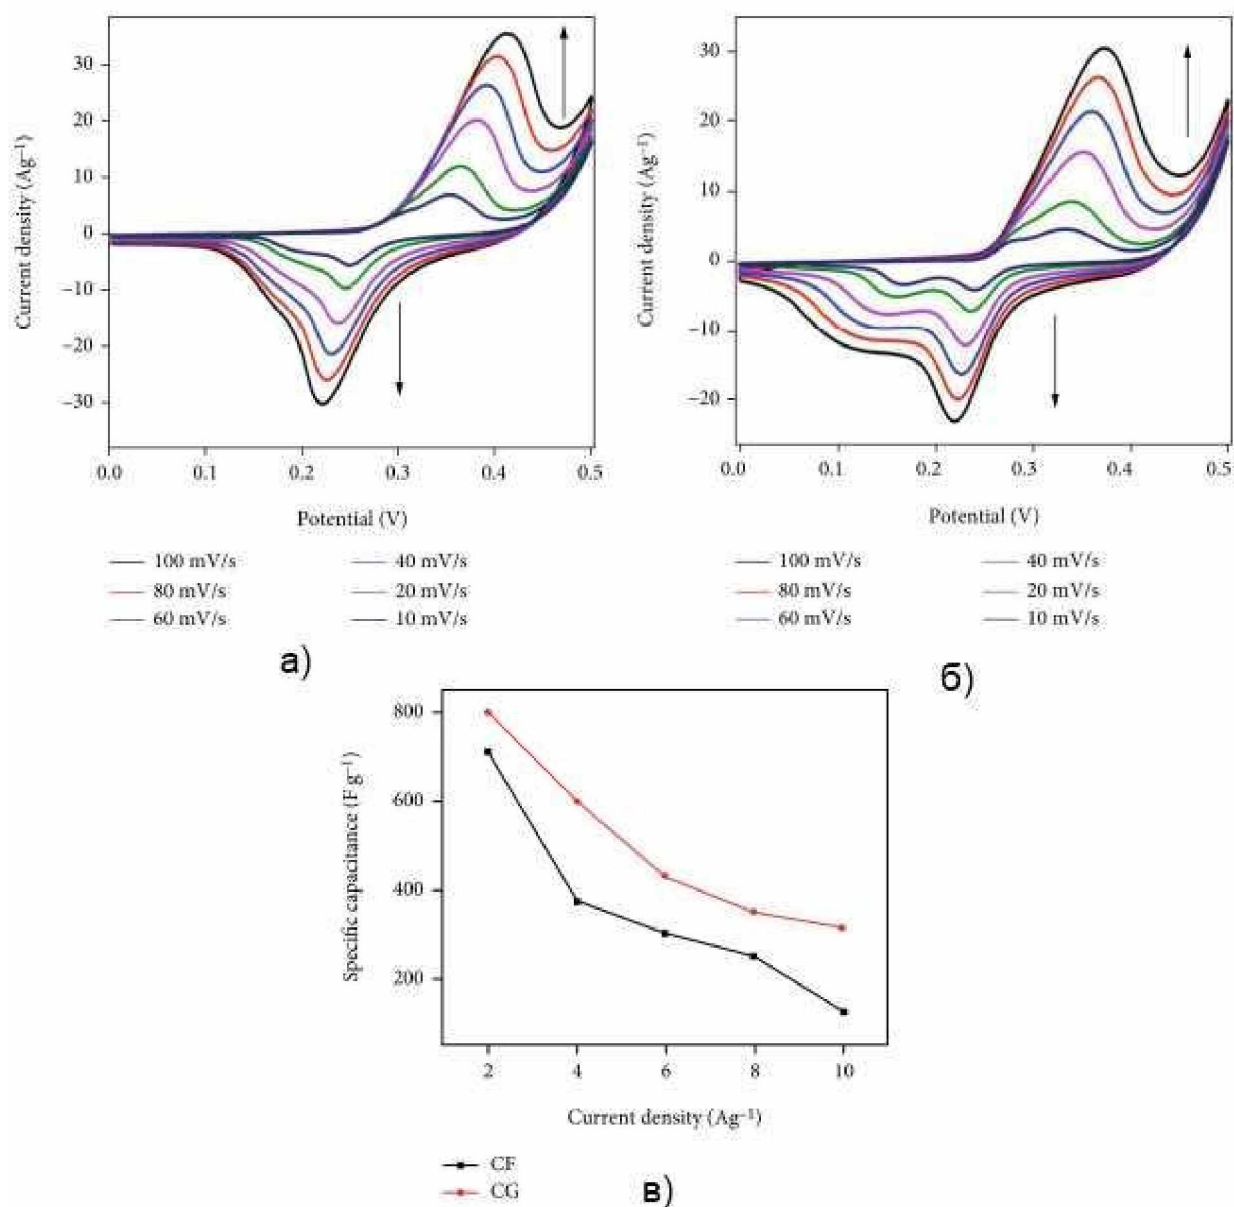 Current density (Ag⁻¹)
30
20
10
0
−10
−20
−30
0.0 0.1 0.2 0.3 0.4 0.5
Potential (V)
100 mV/s 40 mV/s
80 mV/s 20 mV/s
60 mV/s 10 mV/s
а)
Current density (Ag⁻¹)
30
20
10
0
−10
−20
0.0 0.1 0.2 0.3 0.4 0.5
Potential (V)
100 mV/s 40 mV/s
80 mV/s 20 mV/s
60 mV/s 10 mV/s
б)
Specific capacitance (F g⁻¹)
800
600
400
200
2 4 6 8 10
Current density (Ag⁻¹)
CF
CG
в)